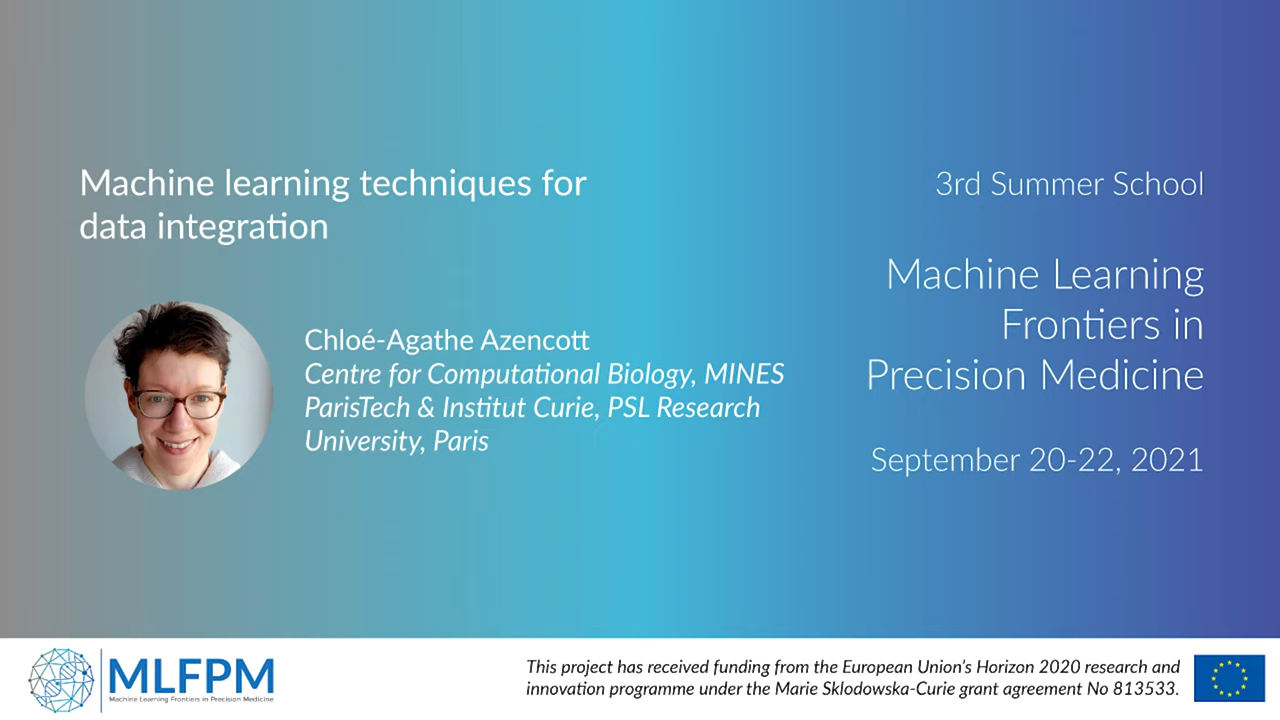 Machine learning techniques for
data integration
Chloé-Agathe Azencott
Centre for Computational Biology, MINES
ParisTech & Institut Curie, PSL Research
University, Paris
3rd Summer School
Machine Learning
Frontiers in
Precision Medicine
September 20-22, 2021
MLFPM
Machine Learning Frontiers in Precision Medicine
This project has received funding from the European Union's Horizon 2020 research and
innovation programme under the Marie Sklodowska-Curie grant agreement No 813533.